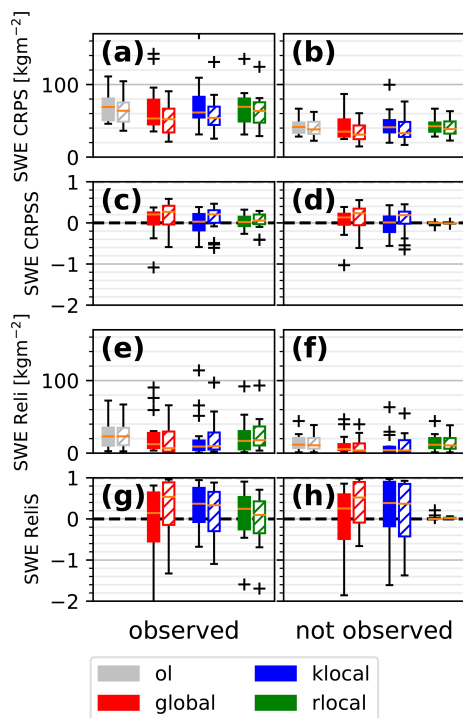 SWE CRPS [kgm⁻²]
(a) (b)
100
0
SWE CRPSS
(c) (d)
1
0
−1
−2
SWE Reli [kgm⁻²]
(e) (f)
100
0
SWE ReliS
(g) (h)
1
0
−1
−2
observed not observed
ol klocal
global rlocal